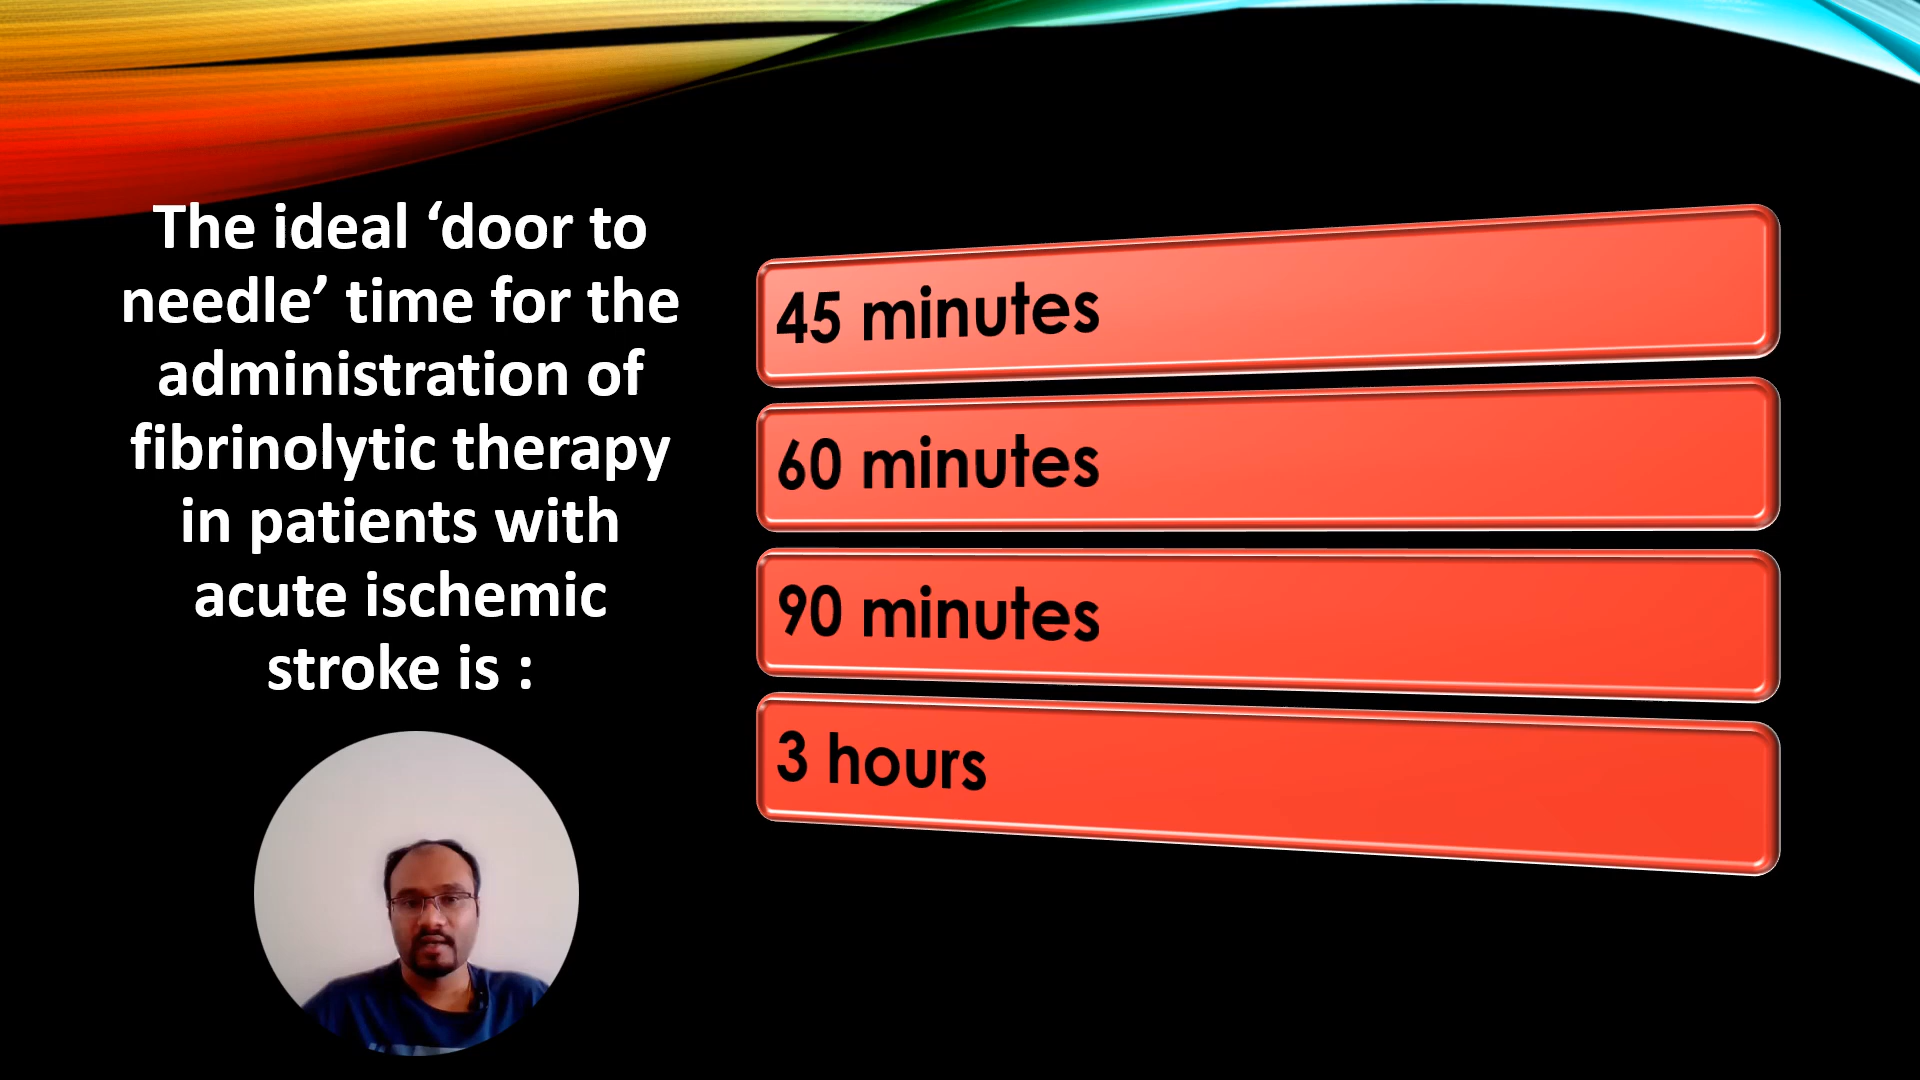 The ideal ‘door to
needle’ time for the
administration of
fibrinolytic therapy
in patients with
acute ischemic
stroke is :
45 minutes
60 minutes
90 minutes
3 hours